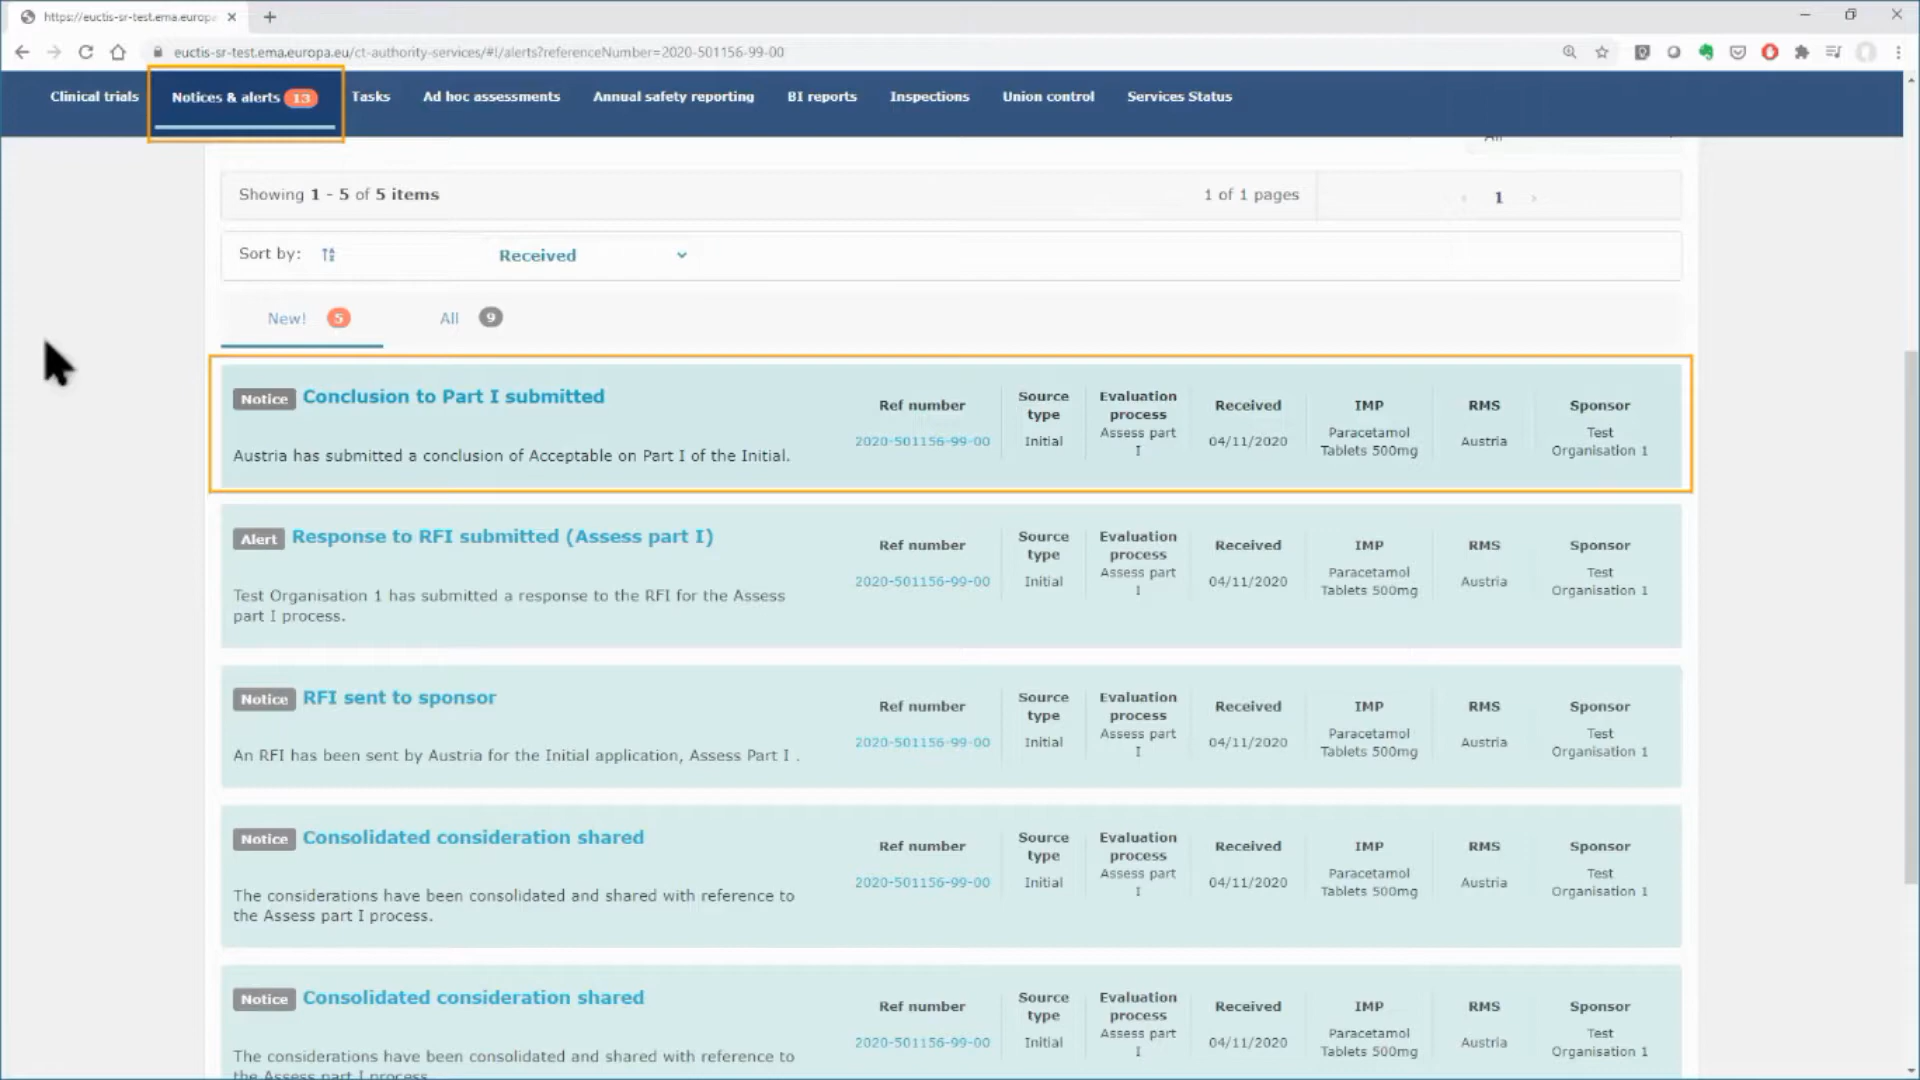 https://euctis-sr-test.ema.europa
euctis-sr-test.ema.europa.eu/ct-authority-services/#!/alerts?referenceNumber=2020-501156-99-00
Clinical trials Notices & alerts 13 Tasks Ad hoc assessments Annual safety reporting BI reports Inspections Union control Services Status
All
Showing 1 - 5 of 5 items 1 of 1 pages 1
Sort by: Received
New! 5 All 9
Notice Conclusion to Part I submitted
Austria has submitted a conclusion of Acceptable on Part I of the Initial.
Ref number Source type Evaluation process Received IMP RMS Sponsor
2020-501156-99-00 Initial Assess part I 04/11/2020 Paracetamol Tablets 500mg Austria Test Organisation 1
Alert Response to RFI submitted (Assess part I)
Test Organisation 1 has submitted a response to the RFI for the Assess
part I process.
Ref number Source type Evaluation process Received IMP RMS Sponsor
2020-501156-99-00 Initial Assess part I 04/11/2020 Paracetamol Tablets 500mg Austria Test Organisation 1
Notice RFI sent to sponsor
An RFI has been sent by Austria for the Initial application, Assess Part I .
Ref number Source type Evaluation process Received IMP RMS Sponsor
2020-501156-99-00 Initial Assess part I 04/11/2020 Paracetamol Tablets 500mg Austria Test Organisation 1
Notice Consolidated consideration shared
The considerations have been consolidated and shared with reference to
the Assess part I process.
Ref number Source type Evaluation process Received IMP RMS Sponsor
2020-501156-99-00 Initial Assess part I 04/11/2020 Paracetamol Tablets 500mg Austria Test Organisation 1
Notice Consolidated consideration shared
The considerations have been consolidated and shared with reference to
the Assess part I process.
Ref number Source type Evaluation process Received IMP RMS Sponsor
2020-501156-99-00 Initial Assess part I 04/11/2020 Paracetamol Tablets 500mg Austria Test Organisation 1